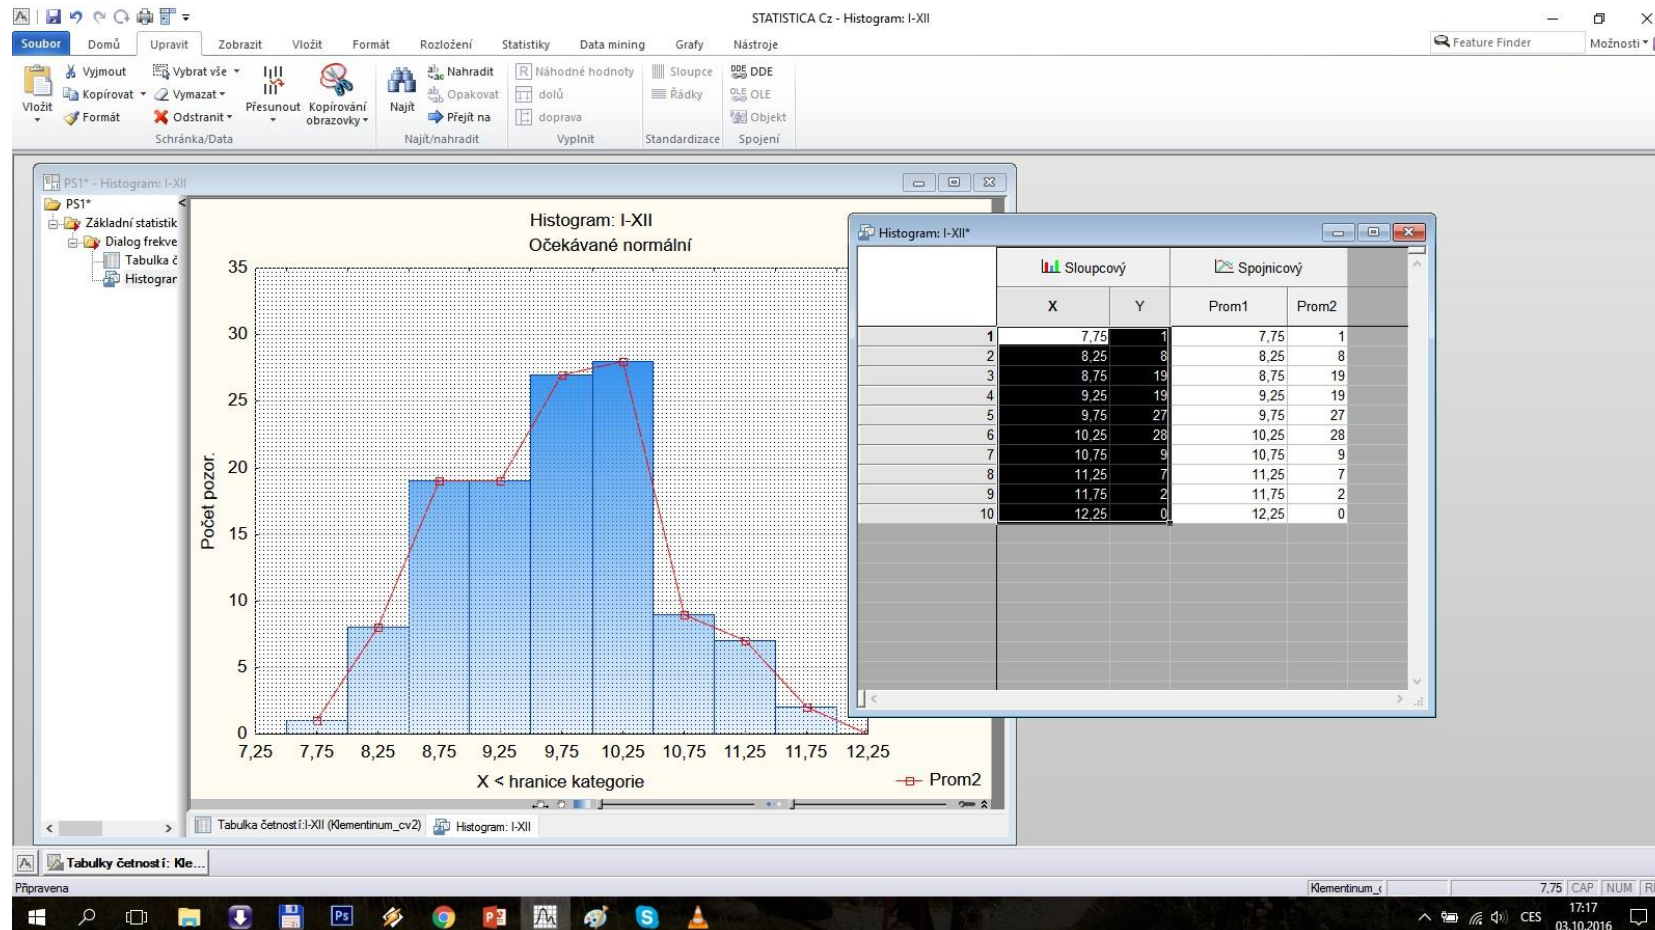 STATISTICA Cz - Histogram: I-XII
Soubor Domů Upravit Zobrazit Vložit Formát Rozložení Statistiky Data mining Grafy Nástroje Feature Finder Možnosti
Vložit
Vyjmout
Kopírovat
Formát
Vybrat vše
Vymazat
Odstranit
Přesunout
Kopírování
obrazovky
Schránka/Data
Najít
Nahradit
Opakovat
Přejít na
Najít/nahradit
Náhodné hodnoty
dolů
doprava
Vyplnit
Sloupce
Řádky
Standardizace
DDE DDE
OLE OLE
Objekt
Spojení
PS1* - Histogram: I-XII
PS1*
Základní statistik
Dialog frekve
Tabulka č
Histogram: I-XII
Očekávané normální
Počet pozor.
35
30
25
20
15
10
5
0
7,25 7,75 8,25 8,75 9,25 9,75 10,25 10,75 11,25 11,75 12,25
X < hranice kategorie
Prom2
Tabulka četností:I-XII (Klementinum_cv2) Histogram: I-XII
Histogram: I-XII*
Sloupcový Spojnicový
X Y Prom1 Prom2
1 7,75 1 7,75 1
2 8,25 8 8,25 8
3 8,75 19 8,75 19
4 9,25 19 9,25 19
5 9,75 27 9,75 27
6 10,25 28 10,25 28
7 10,75 9 10,75 9
8 11,25 7 11,25 7
9 11,75 2 11,75 2
10 12,25 0 12,25 0
Tabulky četností: Kle...
Připravena Klementinum_c 7,75 CAP NUM
Ps CES 17:17
03.10.2016